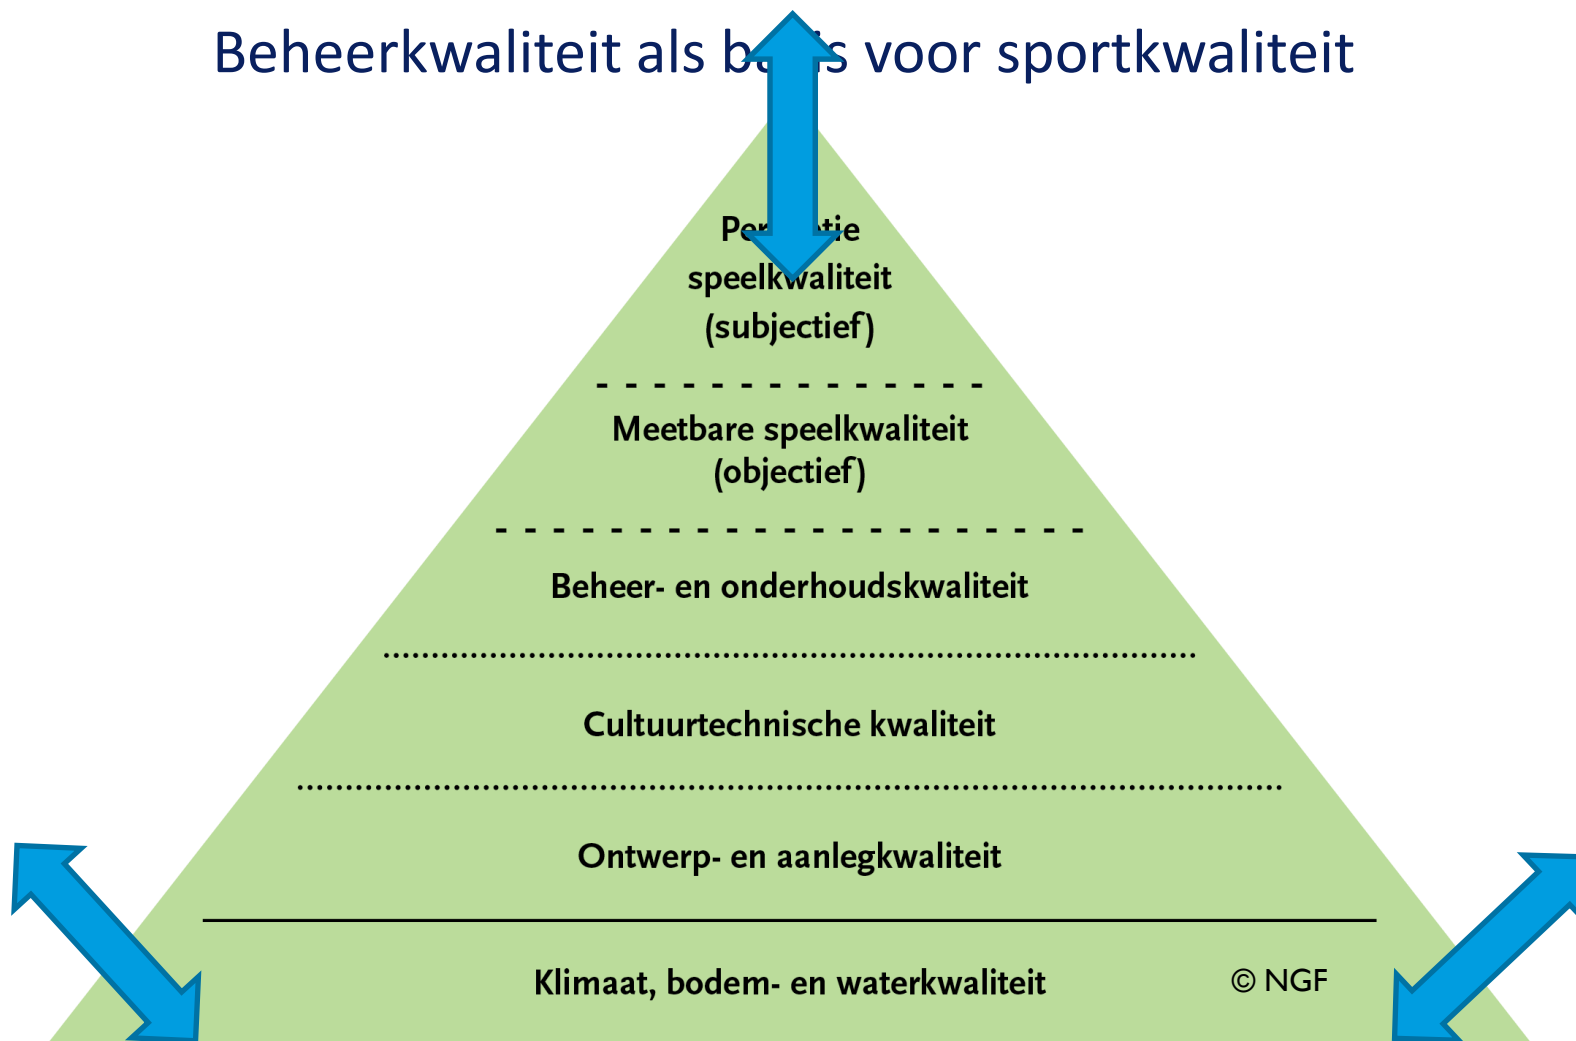 Beheerkwaliteit als voor sportkwaliteit
speelkwaliteit
(subjectief)
Meetbare speelkwaliteit
(objectief)
Beheer- en onderhoudskwaliteit
Cultuurtechnische kwaliteit
Ontwerp- en aanlegkwaliteit
Klimaat, bodem- en waterkwaliteit
© NGF